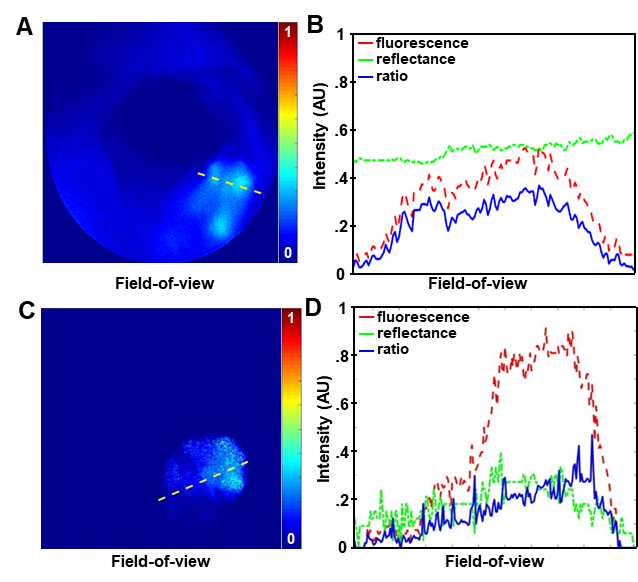 A
1
0
Field-of-view
B
Intensity (AU)
1
.8
.6
.4
.2
0
fluorescence
reflectance
ratio
Field-of-view
C
1
0
Field-of-view
D
Intensity (AU)
1
.8
.6
.4
.2
0
fluorescence
reflectance
ratio
Field-of-view